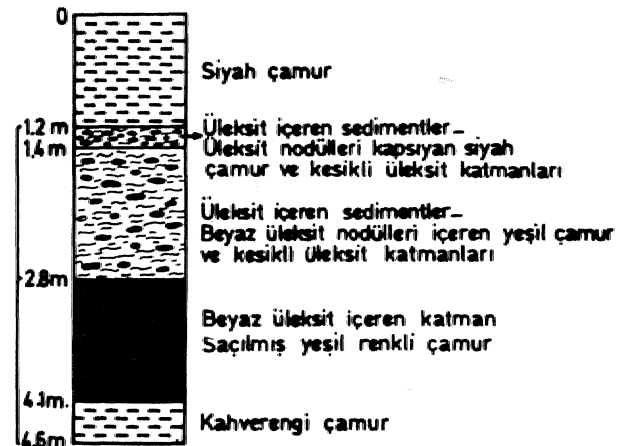 0
Siyah çamur
1.2 m
Üleksit içeren sedimentler–
1,4 m
Üleksit nodülleri kapsıyan siyah
çamur ve kesikli üleksit katmanları
Üleksit içeren sedimentler–
Beyaz üleksit nodülleri içeren yeşil çamur
ve kesikli üleksit katmanları
2.8m
Beyaz üleksit içeren katman
Saçılmış yeşil renkli çamur
4.1m.
Kahverengi çamur
4.6m